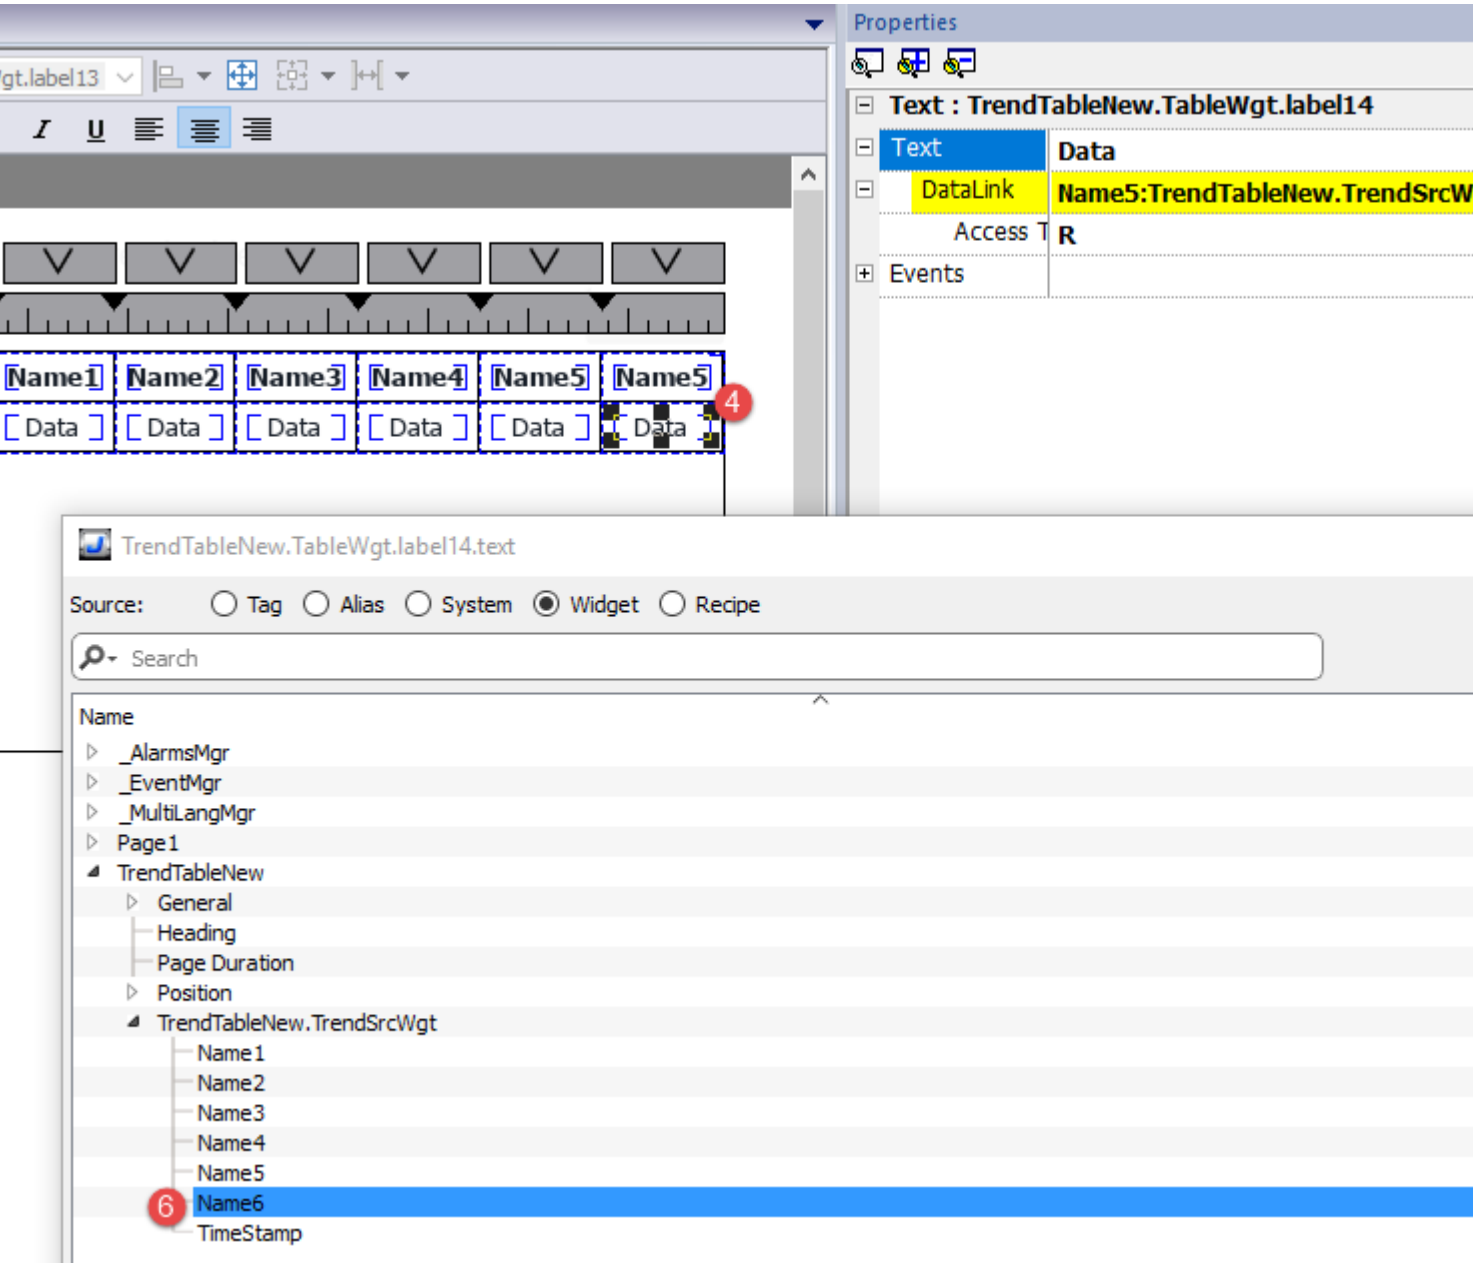 Properties
gt.label13
I U
Text : TrendTableNew.TableWgt.label14
Text Data
DataLink Name5:TrendTableNew.TrendSrcW
Access T R
Events
Name1 Name2 Name3 Name4 Name5 Name5
4
Data Data Data Data Data Data
TrendTableNew.TableWgt.label14.text
Source: Tag Alias System Widget Recipe
Search
Name
_AlarmsMgr
_EventMgr
_MultiLangMgr
Page1
TrendTableNew
General
Heading
Page Duration
Position
TrendTableNew.TrendSrcWgt
Name1
Name2
Name3
Name4
Name5
6 Name6
TimeStamp